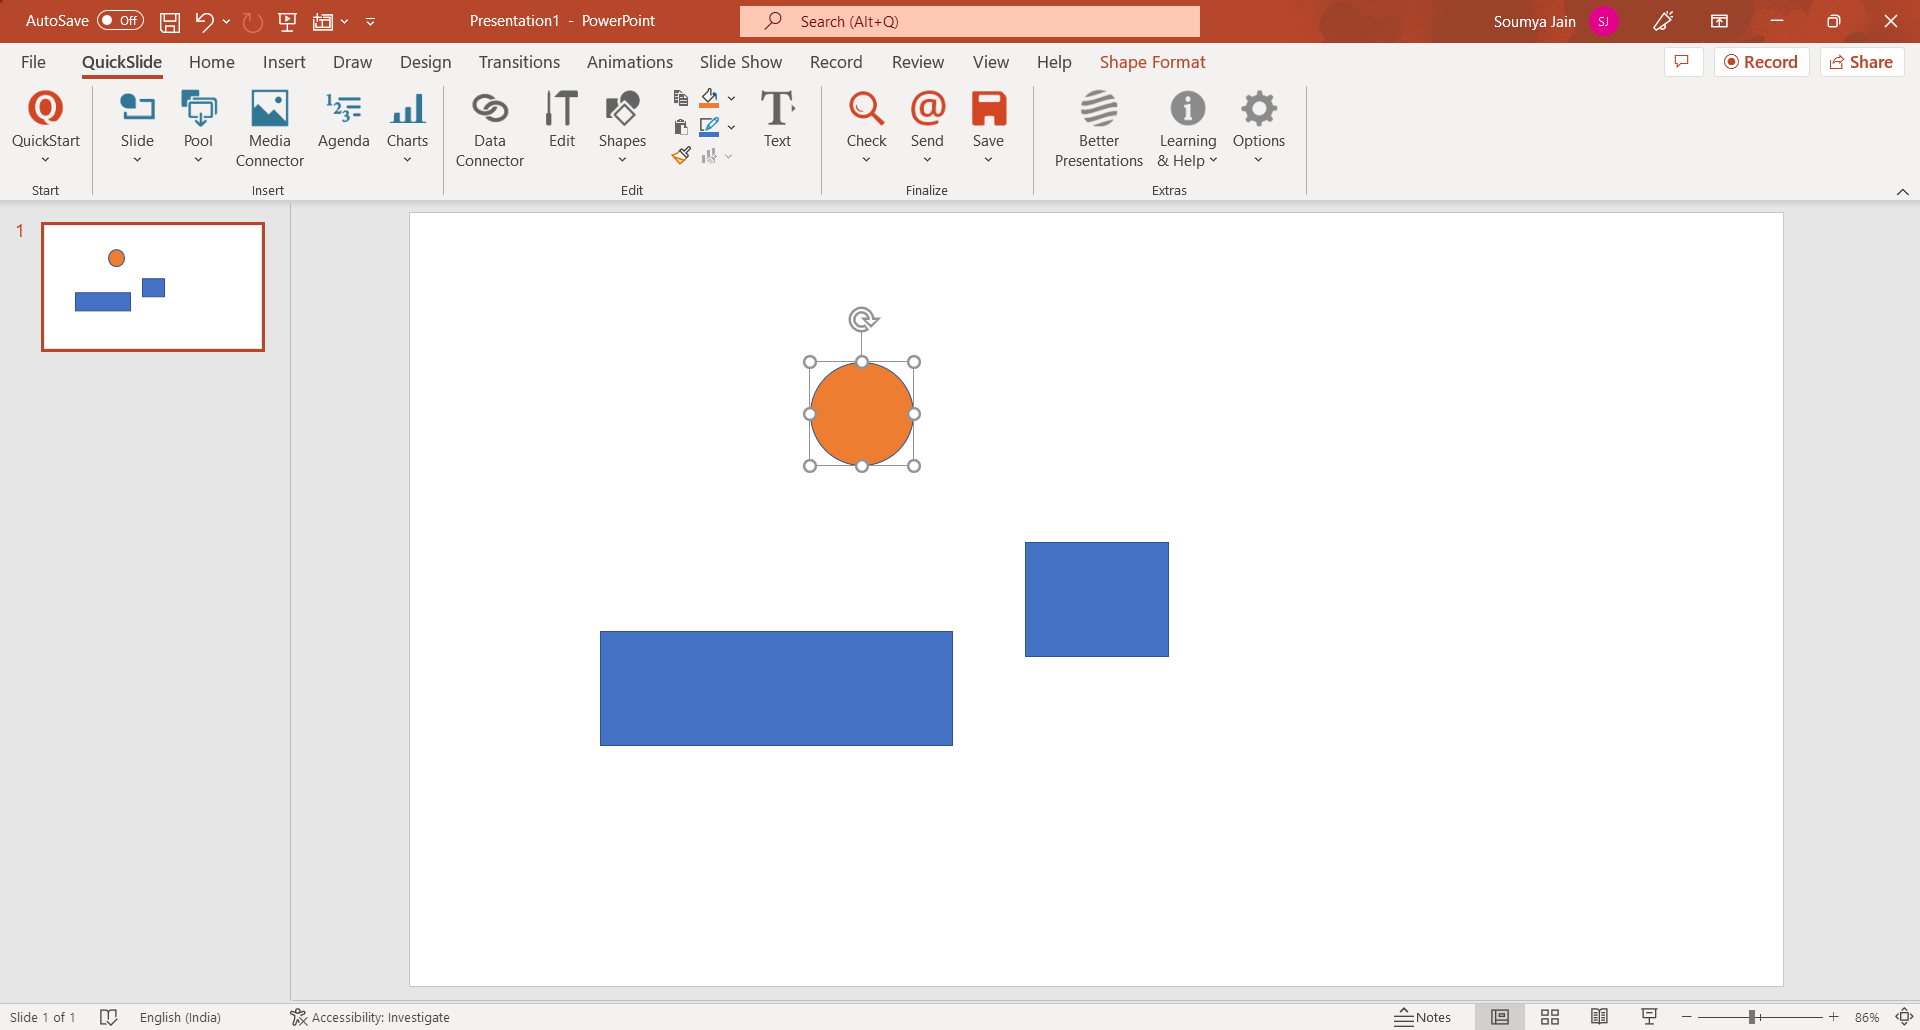 AutoSave Off
Presentation1 - PowerPoint
Search (Alt+Q)
Soumya Jain SJ
File QuickSlide Home Insert Draw Design Transitions Animations Slide Show Record Review View Help Shape Format
Record Share
QuickStart
Slide
Pool
Media
Connector
Agenda
Charts
Data
Connector
Edit
Shapes
Text
Check
Send
Save
Better
Presentations
Learning
& Help
Options
Start
Insert
Edit
Finalize
Extras
1
Slide 1 of 1
English (India)
Accessibility: Investigate
Notes
86%